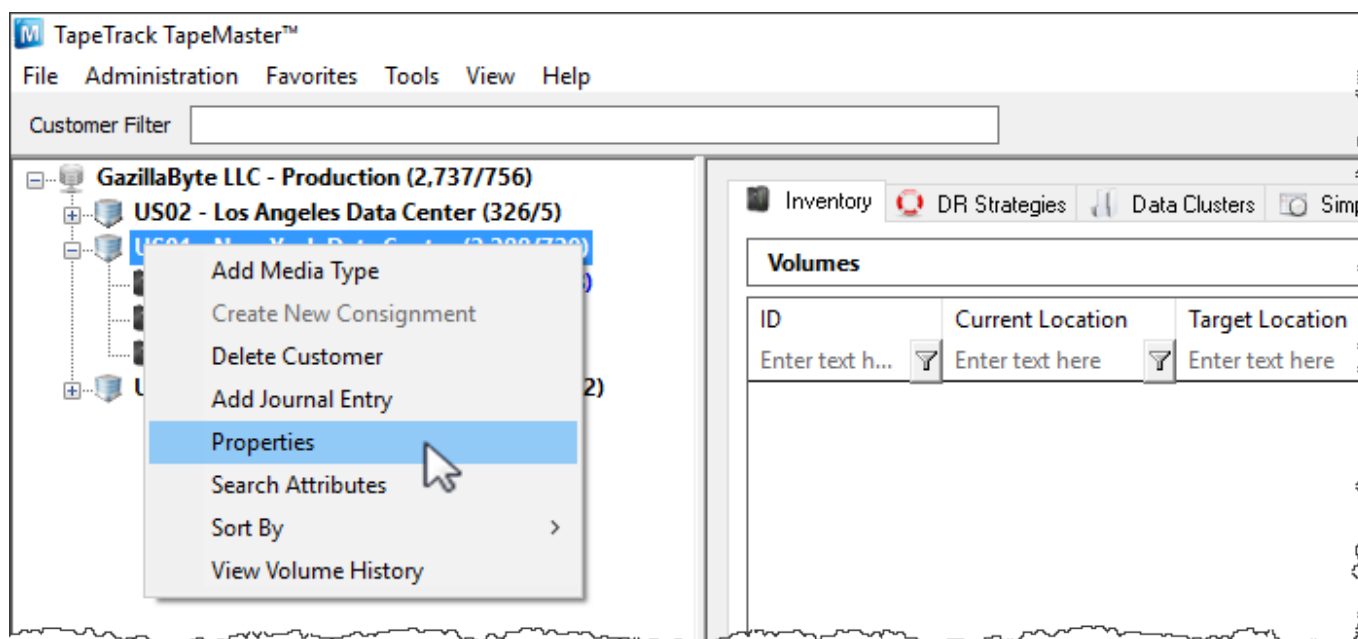 TapeTrack TapeMaster™
File Administration Favorites Tools View Help
Customer Filter
GazillaByte LLC - Production (2,737/756)
US02 - Los Angeles Data Center (326/5)
Add Media Type
Create New Consignment
Delete Customer
Add Journal Entry
Properties
Search Attributes
Sort By
View Volume History
2)
Inventory DR Strategies Data Clusters
Volumes
ID Current Location Target Location
Enter text h... Enter text here Enter text here